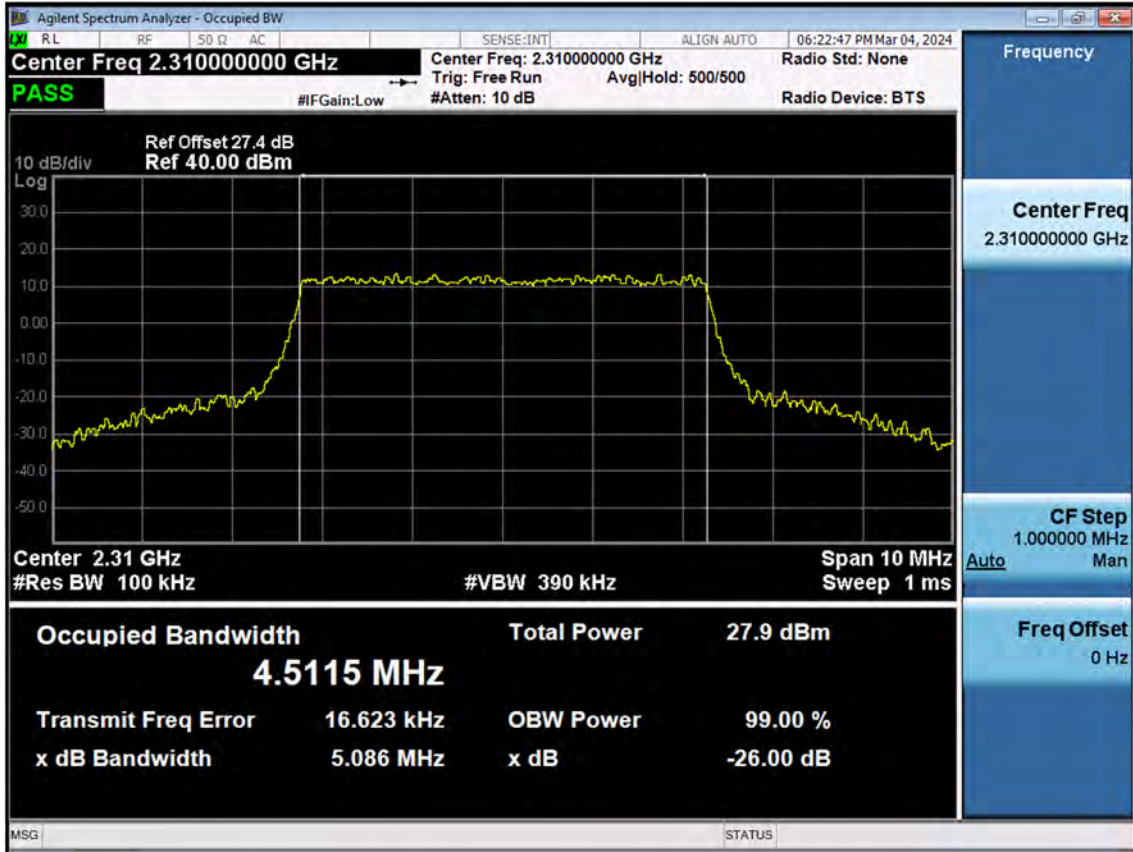 Agilent Spectrum Analyzer - Occupied BW
LXI RL RF 50 Ω AC SENSE:INT ALIGN AUTO 06:22:47 PM Mar 04, 2024
Center Freq 2.310000000 GHz
Center Freq: 2.310000000 GHz
Radio Std: None
Trig: Free Run Avg|Hold: 500/500
PASS
#IFGain:Low
#Atten: 10 dB
Radio Device: BTS
Ref Offset 27.4 dB
10 dB/div Ref 40.00 dBm
Log
30.0
20.0
10.0
0.00
-10.0
-20.0
-30.0
-40.0
-50.0
Center 2.31 GHz Span 10 MHz
#Res BW 100 kHz #VBW 390 kHz Sweep 1 ms
Occupied Bandwidth Total Power 27.9 dBm
4.5115 MHz
Transmit Freq Error 16.623 kHz OBW Power 99.00 %
x dB Bandwidth 5.086 MHz x dB -26.00 dB
MSG STATUS
Frequency
Center Freq
2.310000000 GHz
CF Step
1.000000 MHz
Auto Man
Freq Offset
0 Hz